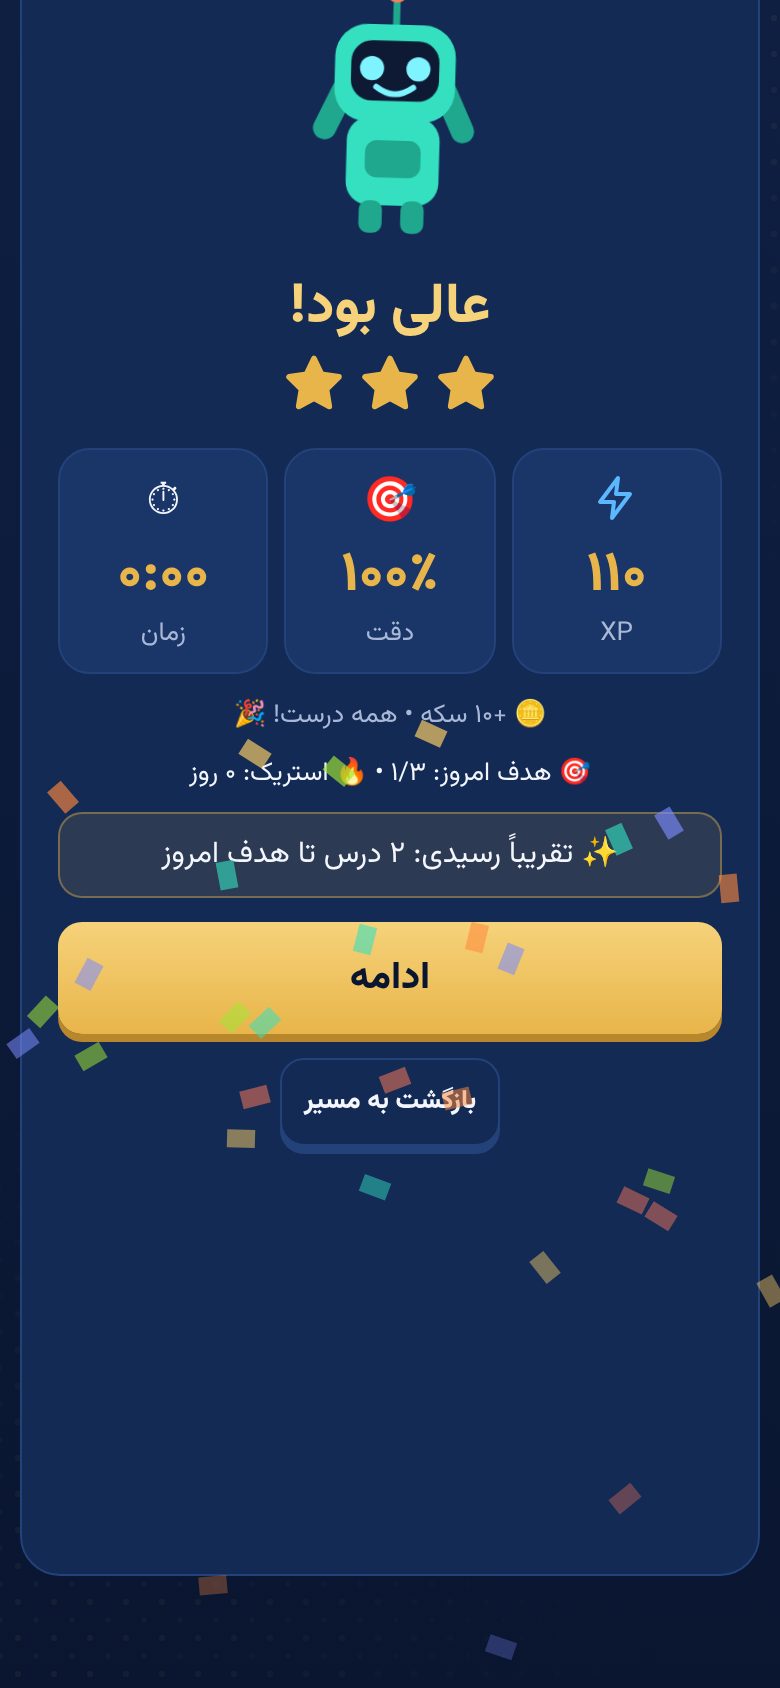 عالی بود!
۱۱۰
XP
۱۰۰٪
دقت
۰:۰۰
زمان
🪙 +۱۰ سکه • همه درست! 🎉
🎯 هدف امروز: ۱/۳ • 🔥 استریک: ۰ روز
✨ تقریباً رسیدی: ۲ درس تا هدف امروز
ادامه
بازگشت به مسیر